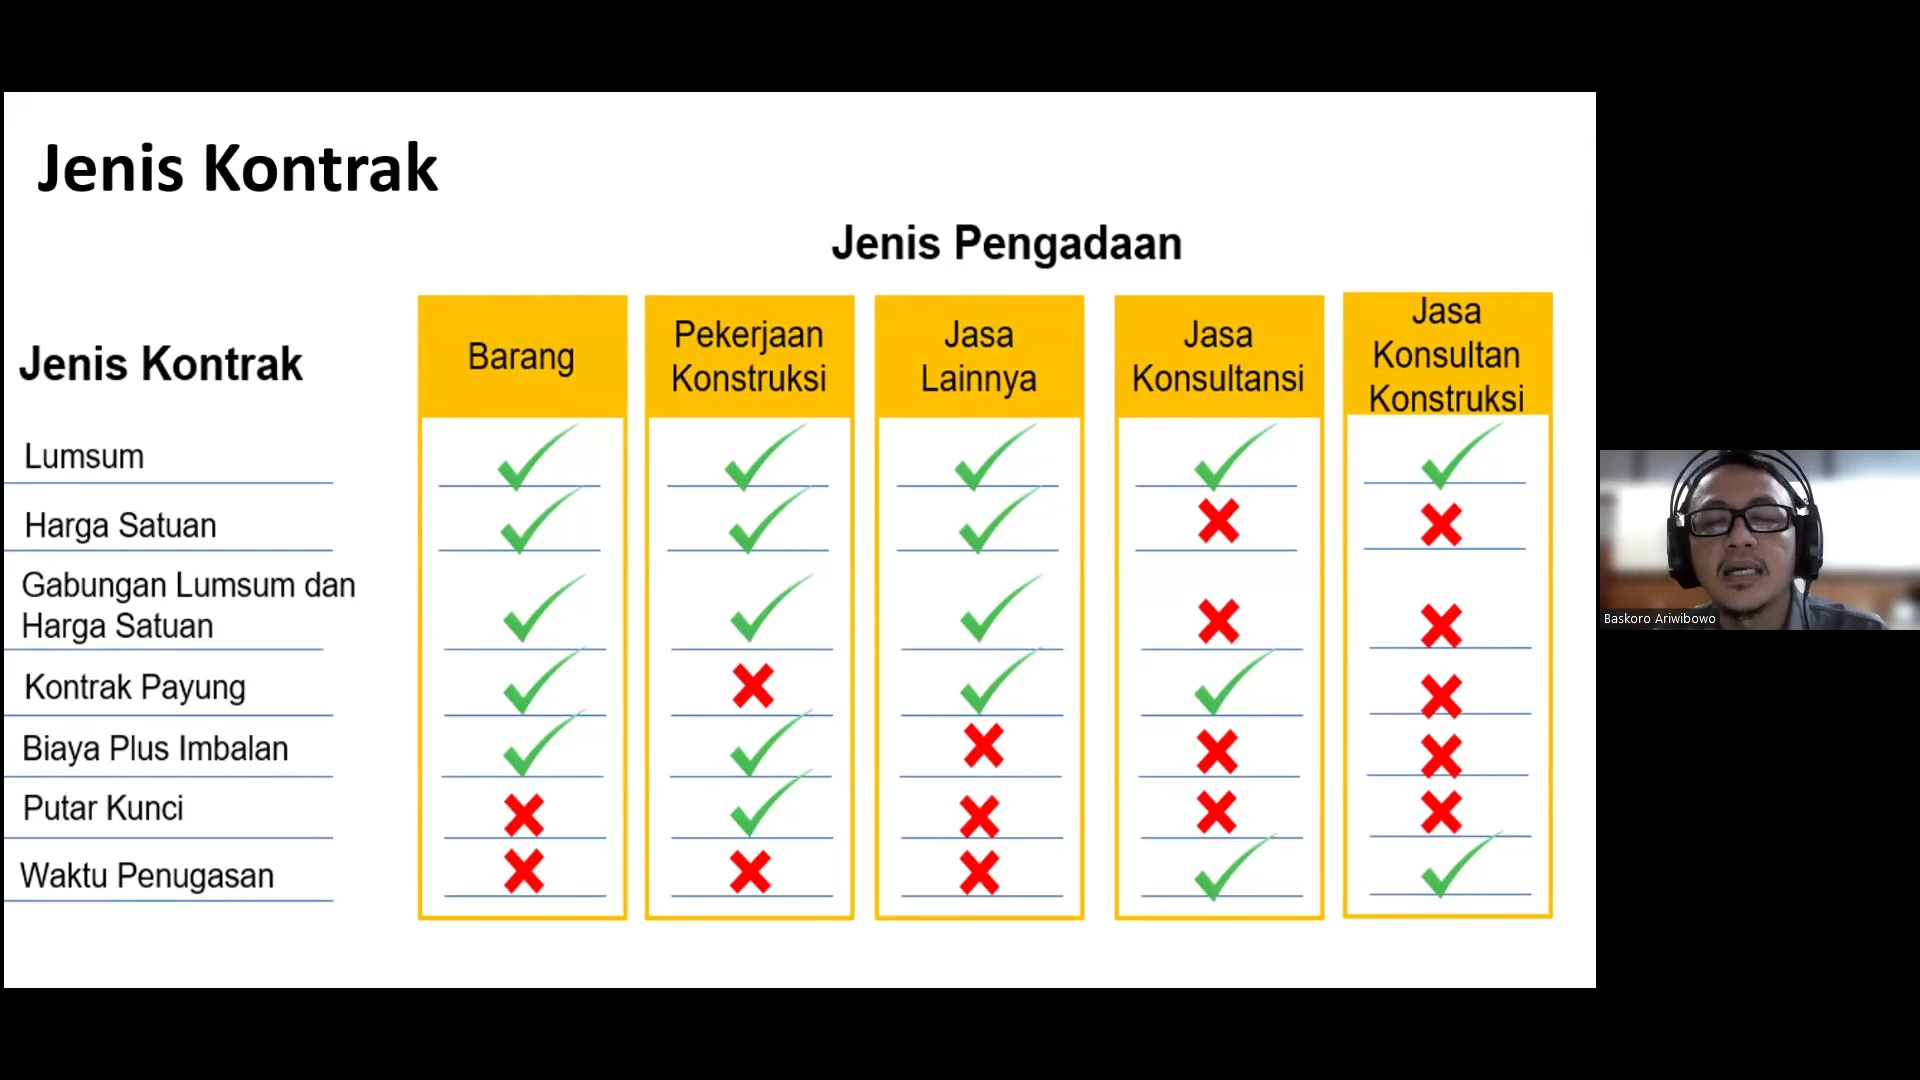 Jenis Kontrak
Jenis Pengadaan
Jenis Kontrak
Barang
Pekerjaan
Konstruksi
Jasa
Lainnya
Jasa
Konsultansi
Jasa
Konsultan
Konstruksi
Lumsum
Harga Satuan
Gabungan Lumsum dan
Harga Satuan
Kontrak Payung
Biaya Plus Imbalan
Putar Kunci
Waktu Penugasan
Baskoro Ariwibowo